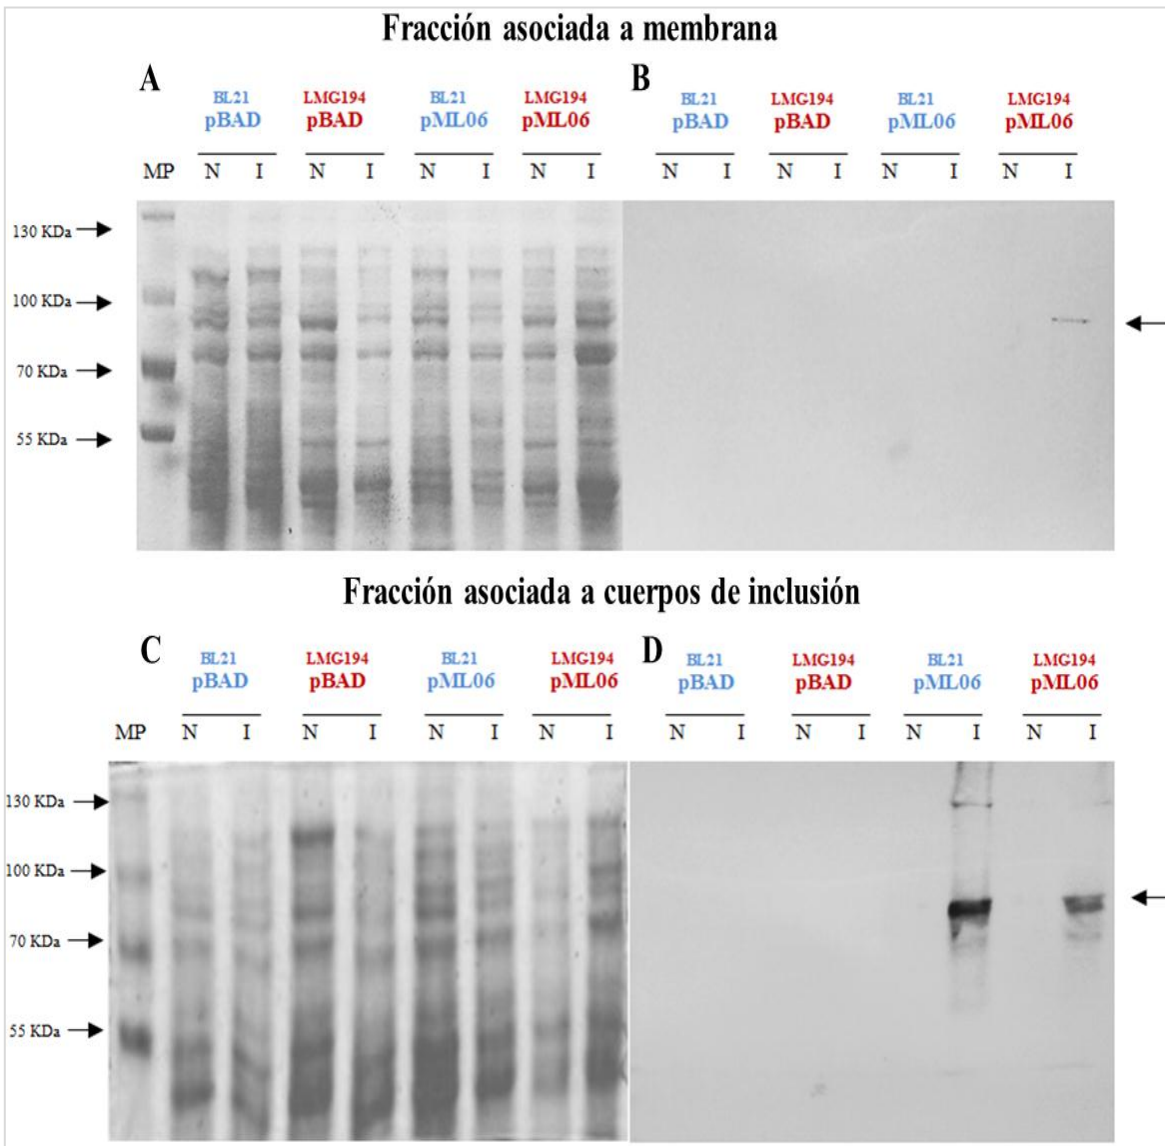 Fracción asociada a membrana
A B
BL21 LMG194 BL21 LMG194 BL21 LMG194 BL21 LMG194
pBAD pBAD pML06 pML06 pBAD pBAD pML06 pML06
MP N I N I N I N I N I N I N I N I
130 KDa
100 KDa
70 KDa
55 KDa
Fracción asociada a cuerpos de inclusión
C D
BL21 LMG194 BL21 LMG194 BL21 LMG194 BL21 LMG194
pBAD pBAD pML06 pML06 pBAD pBAD pML06 pML06
MP N I N I N I N I N I N I N I N I
130 KDa
100 KDa
70 KDa
55 KDa